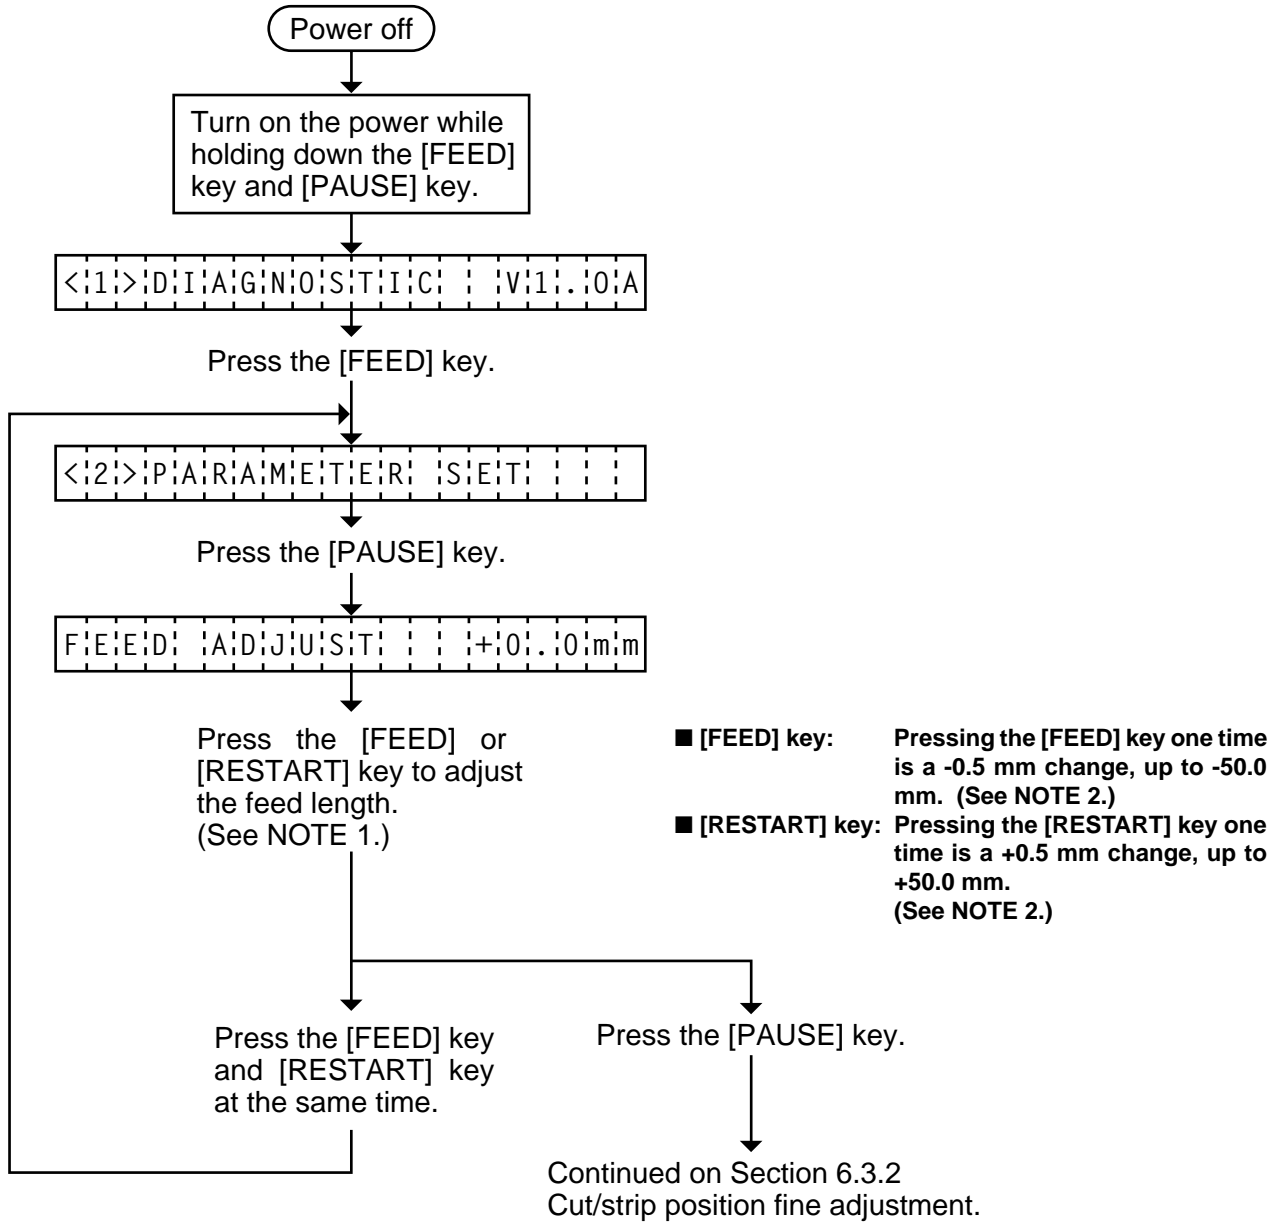 Power off
Turn on the power while
holding down the [FEED]
key and [PAUSE] key.
<1>DIAGNOSTIC  V1.0A
Press the [FEED] key.
<2>PARAMETER SET
Press the [PAUSE] key.
FEED ADJUST   +0.0mm
Press the [FEED] or
[RESTART] key to adjust
the feed length.
(See NOTE 1.)
■ [FEED] key: Pressing the [FEED] key one time
is a -0.5 mm change, up to -50.0
mm. (See NOTE 2.)
■ [RESTART] key: Pressing the [RESTART] key one
time is a +0.5 mm change, up to
+50.0 mm.
(See NOTE 2.)
Press the [FEED] key
and [RESTART] key
at the same time.
Press the [PAUSE] key.
Continued on Section 6.3.2
Cut/strip position fine adjustment.